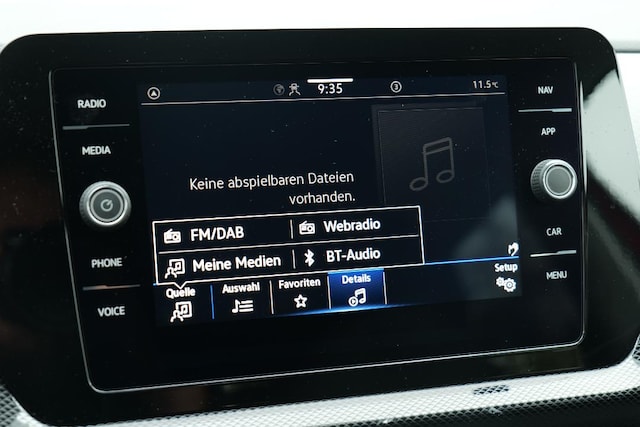 RADIO
MEDIA
PHONE
VOICE
9:35
3
11.5°C
Keine abspielbaren Dateien
vorhanden.
FM/DAB
Webradio
Meine Medien
BT-Audio
Quelle
Auswahl
Favoriten
Details
Setup
NAV
APP
CAR
MENU